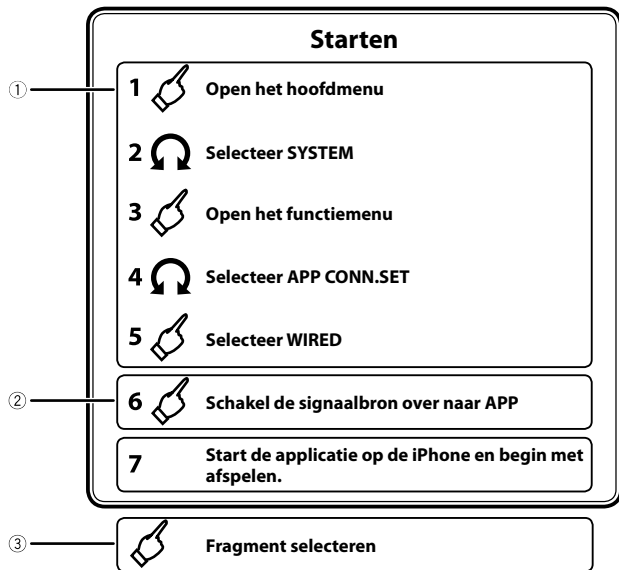 Starten
① 1 Open het hoofdmenu
2 Selecteer SYSTEM
3 Open het functiemenu
4 Selecteer APP CONN.SET
5 Selecteer WIRED
② 6 Schakel de signaalbron over naar APP
7 Start de applicatie op de iPhone en begin met
afspelen.
③ Fragment selecteren